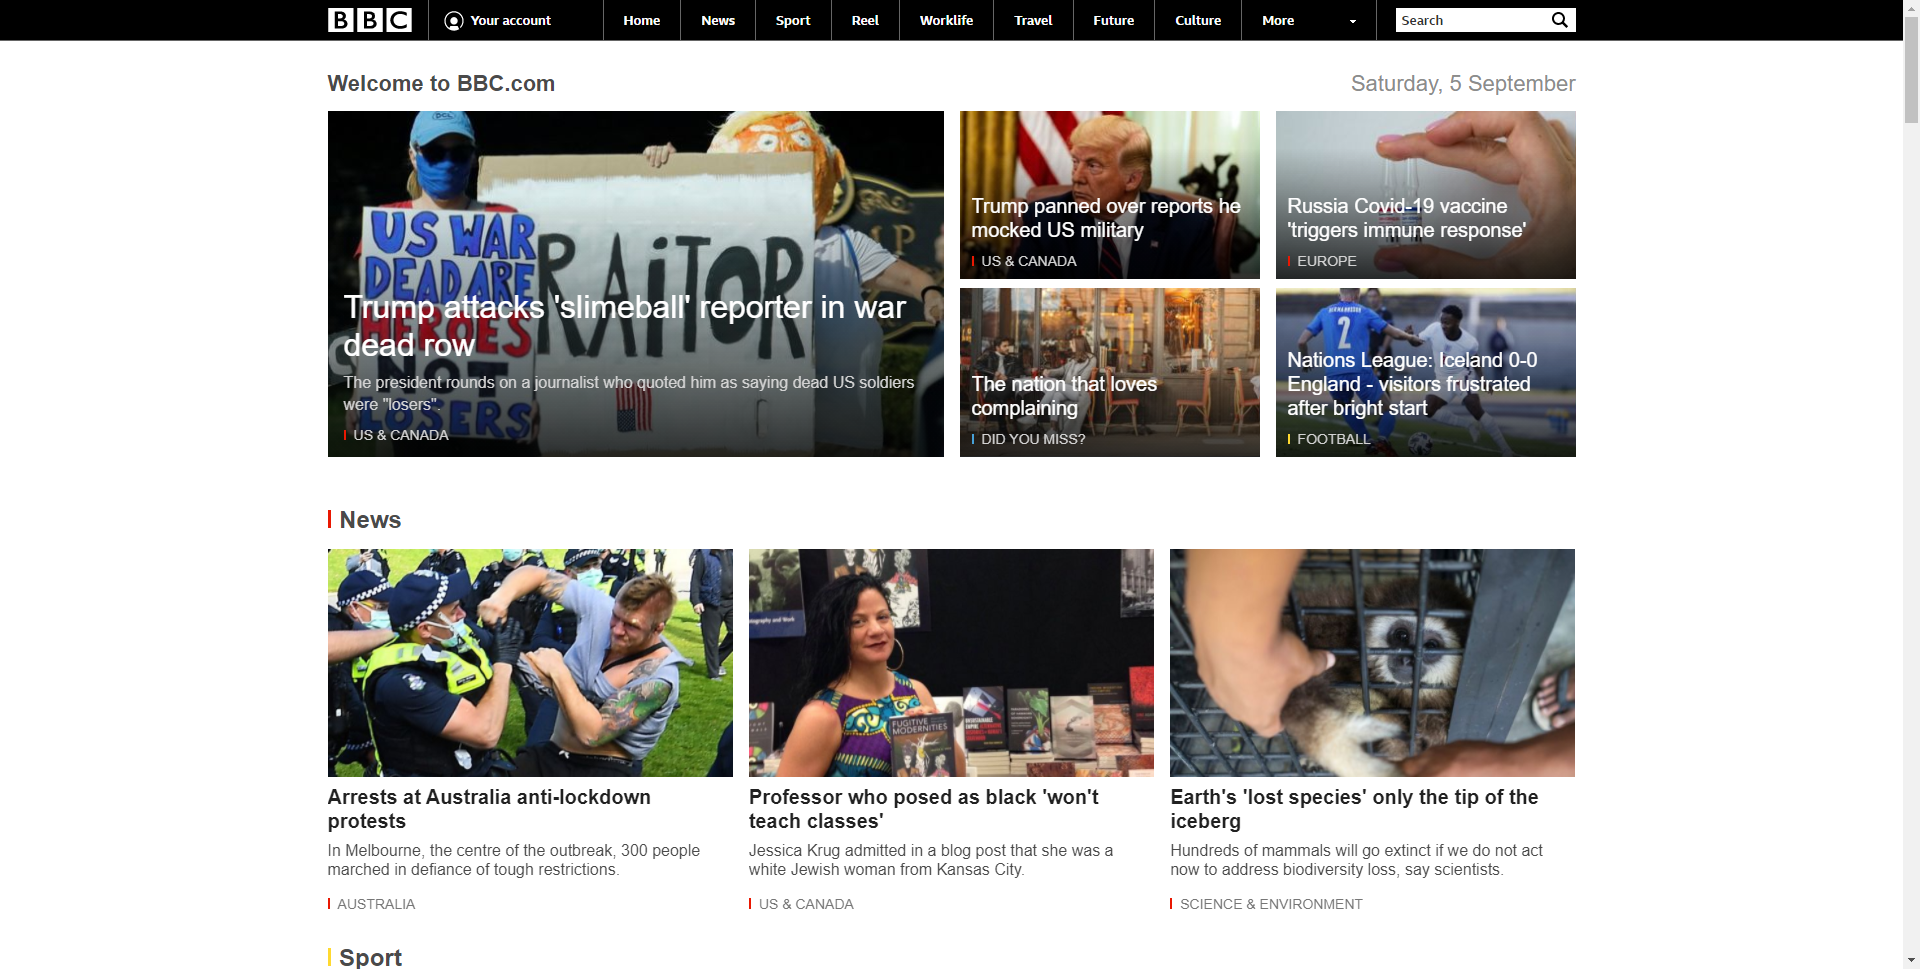 BBC
Your account
Home
News
Sport
Reel
Worklife
Travel
Future
Culture
More
Search
Welcome to BBC.com
Saturday, 5 September
DCL
US WAR
DEAD ARE
HEROES
NOT
LOSERS
RAiTOR
Trump attacks 'slimeball' reporter in war
dead row
The president rounds on a journalist who quoted him as saying dead US soldiers
were "losers".
US & CANADA
Trump panned over reports he
mocked US military
US & CANADA
Russia Covid-19 vaccine
'triggers immune response'
EUROPE
The nation that loves
complaining
DID YOU MISS?
2
Nations League: Iceland 0-0
England - visitors frustrated
after bright start
FOOTBALL
News
FUGITIVE
MODERNITIES
Arrests at Australia anti-lockdown
protests
In Melbourne, the centre of the outbreak, 300 people
marched in defiance of tough restrictions.
AUSTRALIA
Professor who posed as black 'won't
teach classes'
Jessica Krug admitted in a blog post that she was a
white Jewish woman from Kansas City.
US & CANADA
Earth's 'lost species' only the tip of the
iceberg
Hundreds of mammals will go extinct if we do not act
now to address biodiversity loss, say scientists.
SCIENCE & ENVIRONMENT
Sport